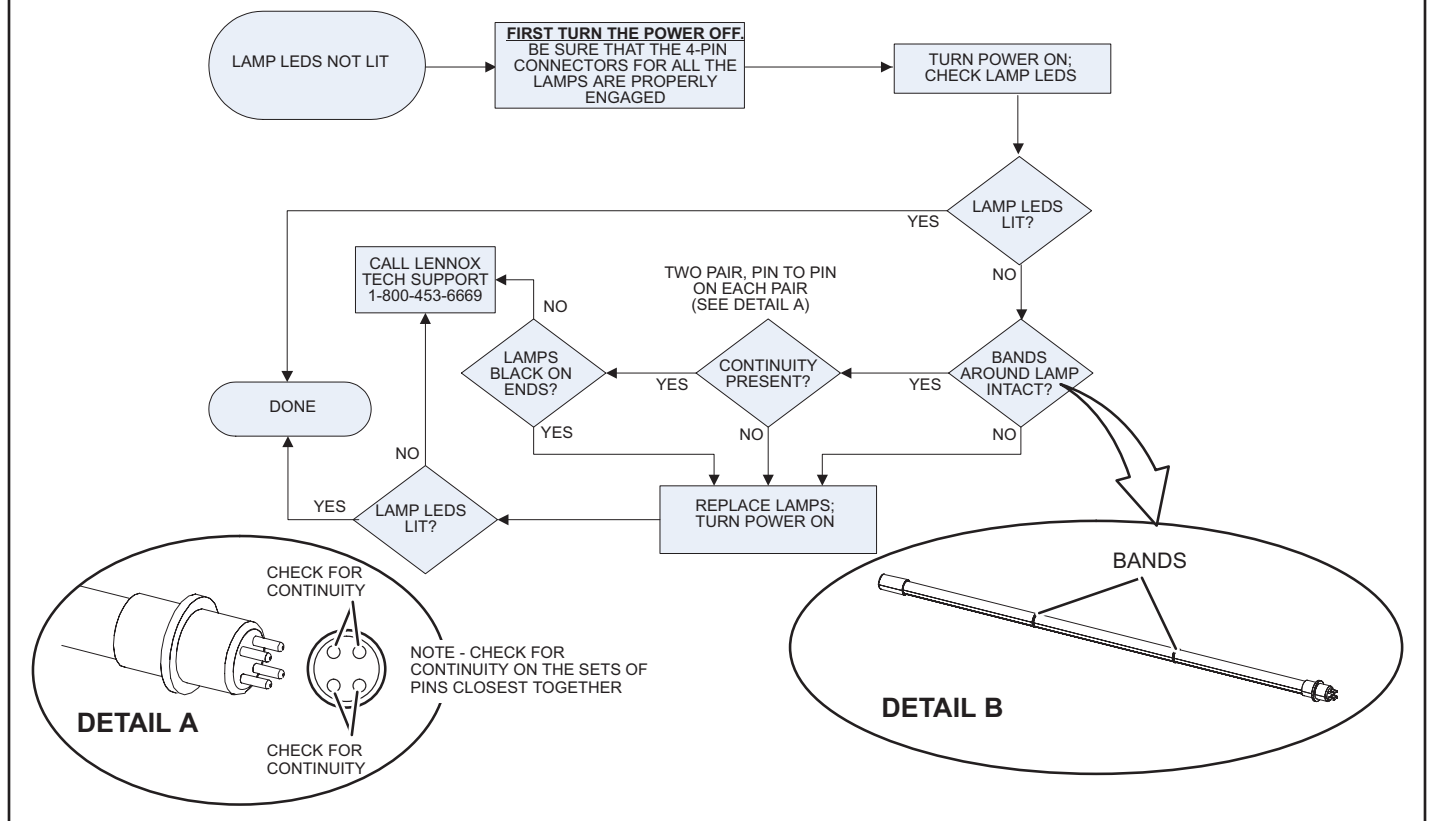 LAMP LEDS NOT LIT
FIRST TURN THE POWER OFF.
BE SURE THAT THE 4-PIN
CONNECTORS FOR ALL THE
LAMPS ARE PROPERLY
ENGAGED
TURN POWER ON;
CHECK LAMP LEDS
LAMP LEDS
LIT?
YES
NO
CALL LENNOX
TECH SUPPORT
1-800-453-6669
NO
TWO PAIR, PIN TO PIN
ON EACH PAIR
(SEE DETAIL A)
LAMPS
BLACK ON
ENDS?
YES
CONTINUITY
PRESENT?
YES
BANDS
AROUND LAMP
INTACT?
DONE
YES
NO
NO
NO
REPLACE LAMPS;
TURN POWER ON
YES
LAMP LEDS
LIT?
CHECK FOR
CONTINUITY
NOTE - CHECK FOR
CONTINUITY ON THE SETS OF
PINS CLOSEST TOGETHER
DETAIL A
CHECK FOR
CONTINUITY
BANDS
DETAIL B